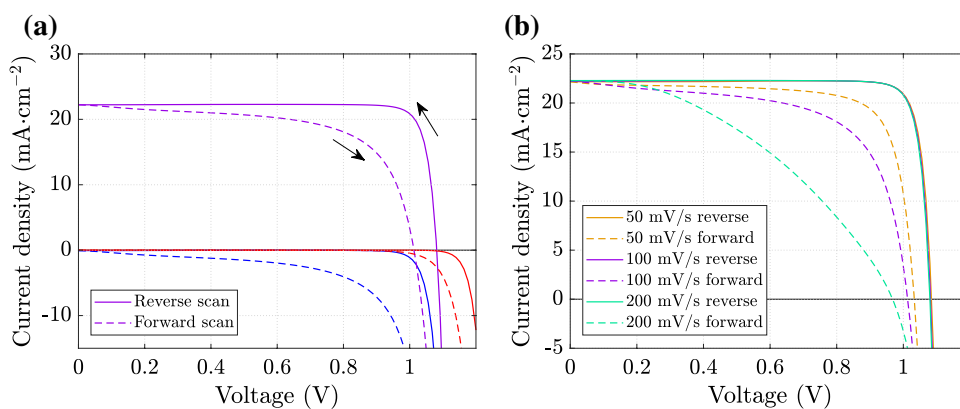 (a)
30
20
10
0
-10
0
0.2
0.4
0.6
0.8
1
Current density (mA·cm−2)
Voltage (V)
Reverse scan
Forward scan
(b)
25
20
15
10
5
0
-5
0
0.2
0.4
0.6
0.8
1
Current density (mA·cm−2)
Voltage (V)
50 mV/s reverse
50 mV/s forward
100 mV/s reverse
100 mV/s forward
200 mV/s reverse
200 mV/s forward